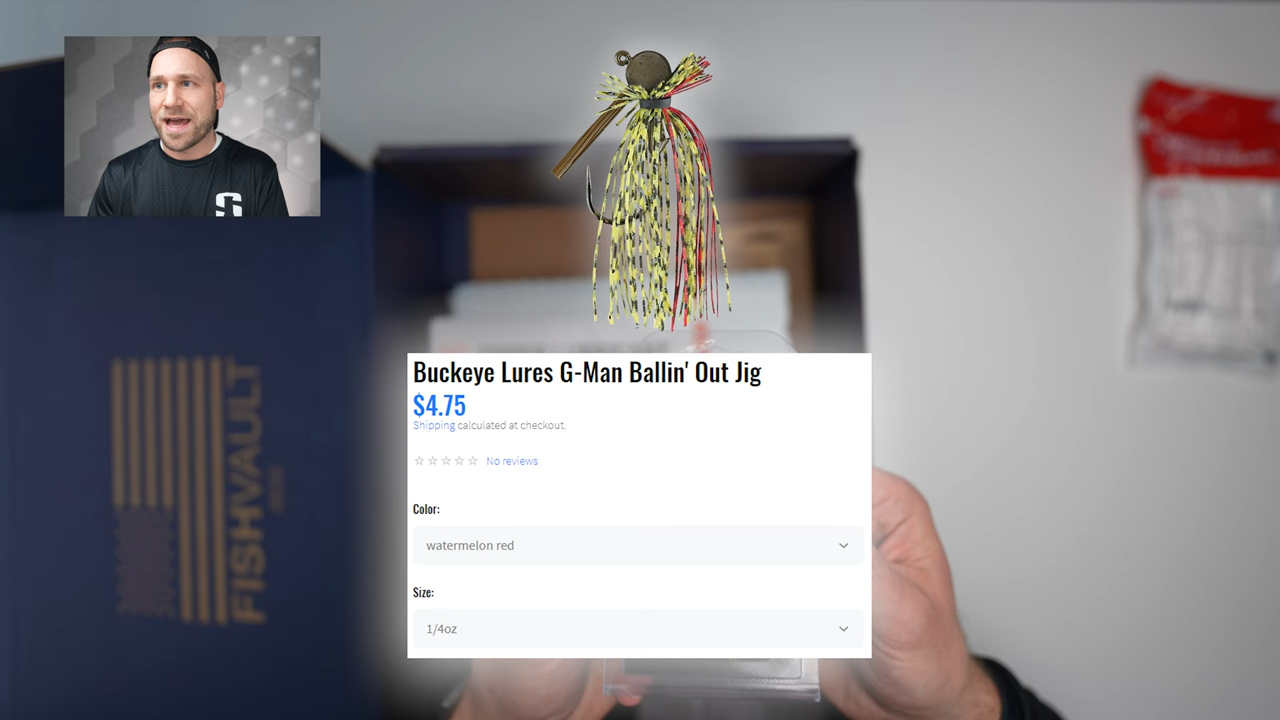 Buckeye Lures G-Man Ballin' Out Jig
$4.75
Shipping calculated at checkout.
No reviews
Color:
watermelon red
Size:
1/4oz
FISHVAULT